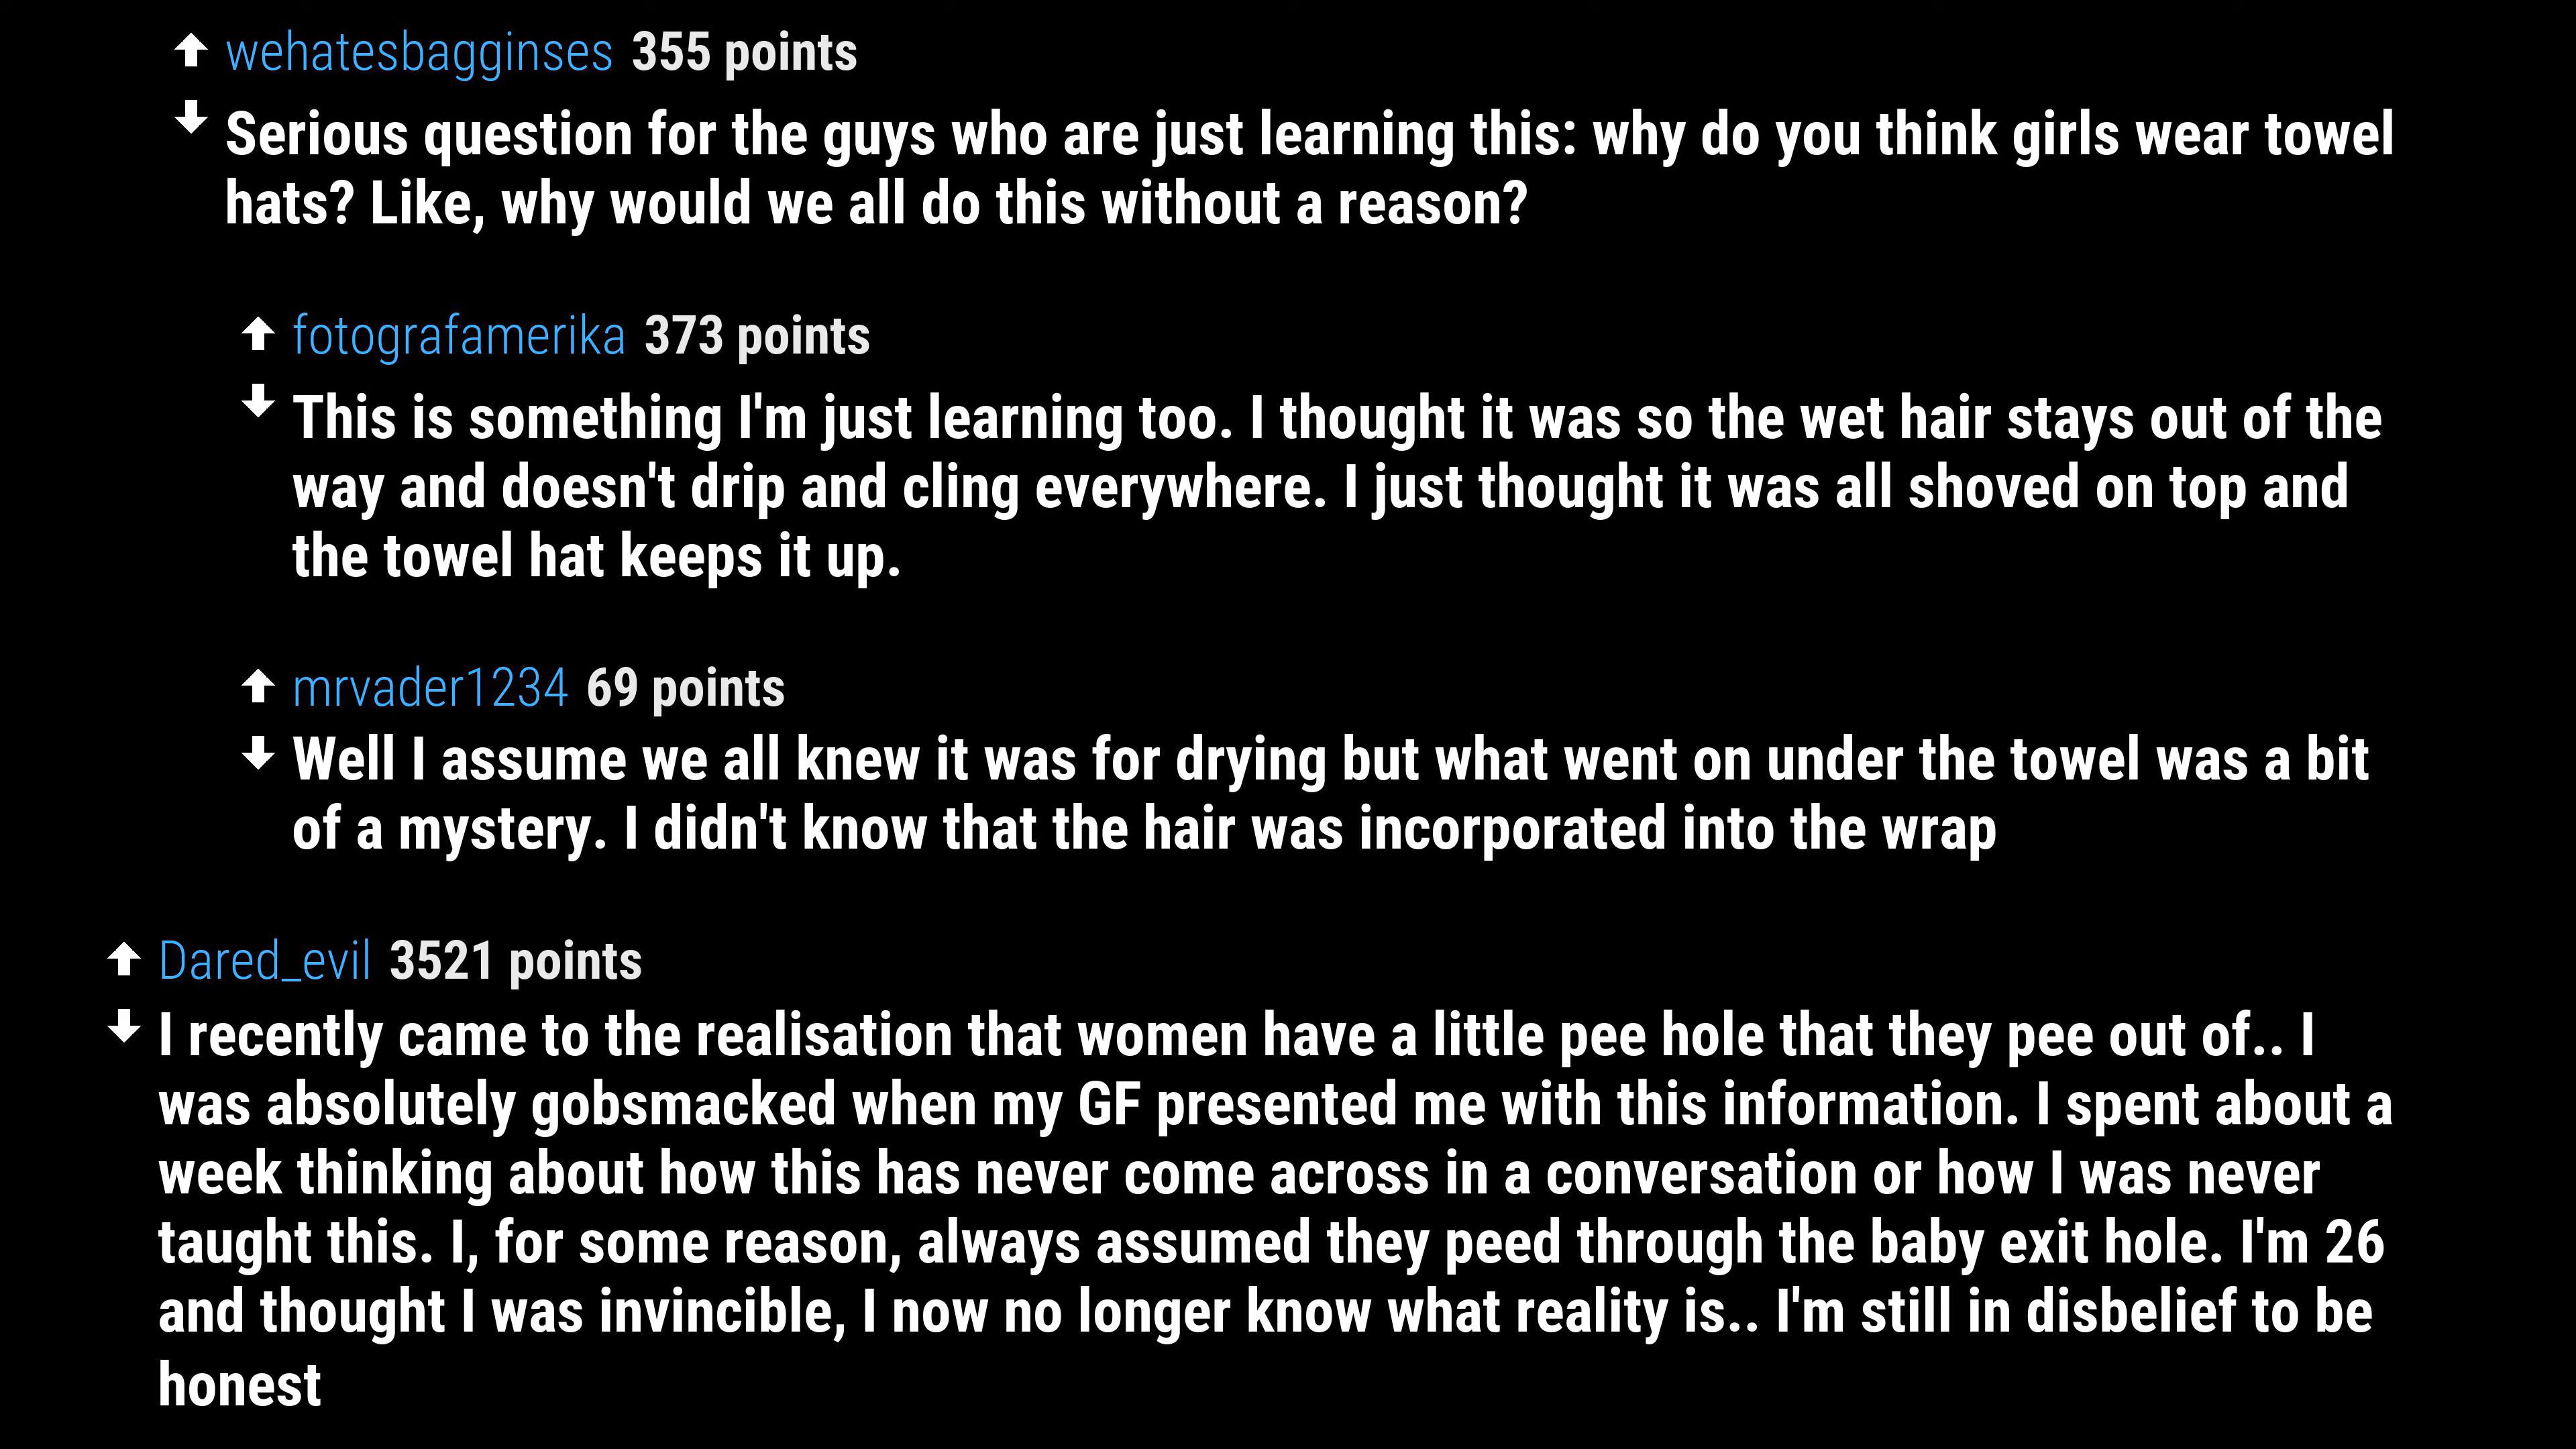 wehatesbagginses 355 points
Serious question for the guys who are just learning this: why do you think girls wear towel
hats? Like, why would we all do this without a reason?
fotografamerika 373 points
This is something I'm just learning too. I thought it was so the wet hair stays out of the
way and doesn't drip and cling everywhere. I just thought it was all shoved on top and
the towel hat keeps it up.
mrvader1234 69 points
Well I assume we all knew it was for drying but what went on under the towel was a bit
of a mystery. I didn't know that the hair was incorporated into the wrap
Dared_evil 3521 points
I recently came to the realisation that women have a little pee hole that they pee out of.. I
was absolutely gobsmacked when my GF presented me with this information. I spent about a
week thinking about how this has never come across in a conversation or how I was never
taught this. I, for some reason, always assumed they peed through the baby exit hole. I'm 26
and thought I was invincible, I now no longer know what reality is.. I'm still in disbelief to be
honest